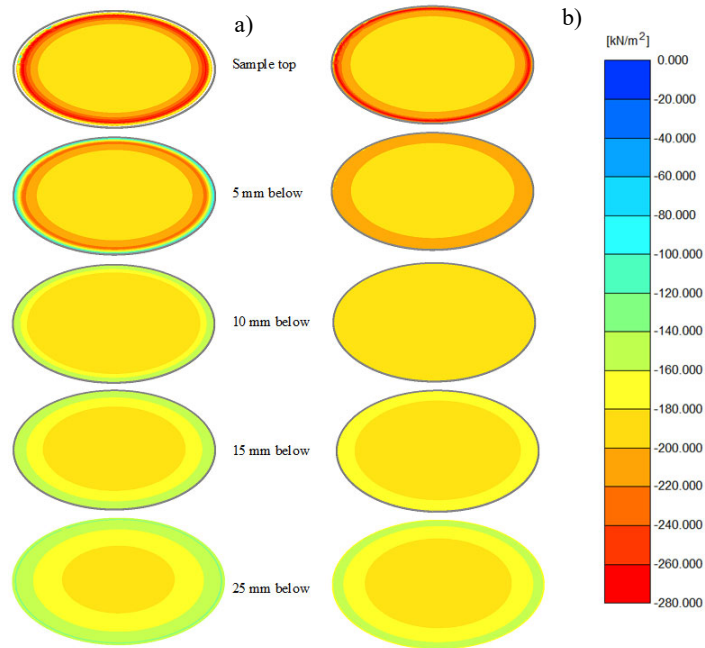 a)
b)
[kN/m²]
Sample top
5 mm below
10 mm below
15 mm below
25 mm below
0.000
-20.000
-40.000
-60.000
-80.000
-100.000
-120.000
-140.000
-160.000
-180.000
-200.000
-220.000
-240.000
-260.000
-280.000